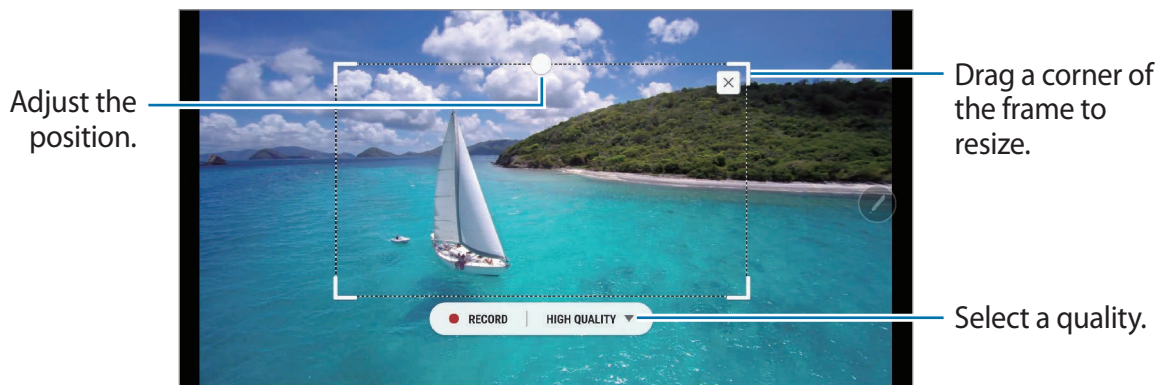 Adjust the
position.
Drag a corner of
the frame to
resize.
RECORD
HIGH QUALITY
Select a quality.